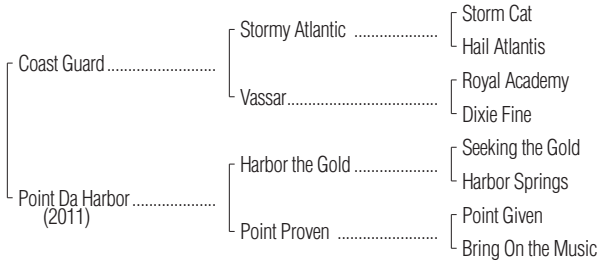 Storm Cat
Stormy Atlantic ....................
Hail Atlantis
Coast Guard ..........................
Royal Academy
Vassar....................................
Dixie Fine
Seeking the Gold
Harbor the Gold ....................
Harbor Springs
Point Da Harbor ....................
(2011)
Point Given
Point Proven ........................
Bring On the Music